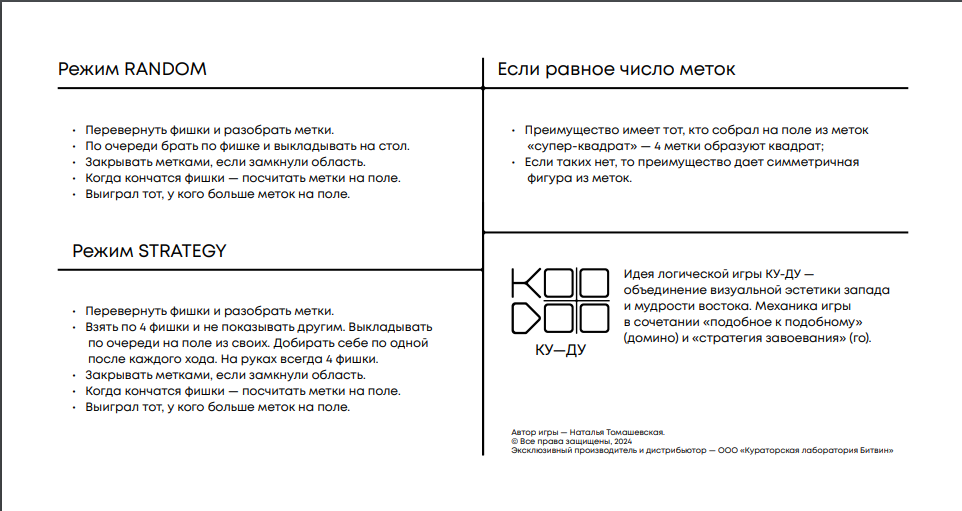 Режим RANDOM
• Перевернуть фишки и разобрать метки.
• По очереди брать по фишке и выкладывать на стол.
• Закрывать метками, если замкнули область.
• Когда кончатся фишки — посчитать метки на поле.
• Выиграл тот, у кого больше меток на поле.
Режим STRATEGY
• Перевернуть фишки и разобрать метки.
• Взять по 4 фишки и не показывать другим. Выкладывать
по очереди на поле из своих. Добирать себе по одной
после каждого хода. На руках всегда 4 фишки.
• Закрывать метками, если замкнули область.
• Когда кончатся фишки — посчитать метки на поле.
• Выиграл тот, у кого больше меток на поле.
Если равное число меток
• Преимущество имеет тот, кто собрал на поле из меток
«супер-квадрат» — 4 метки образуют квадрат;
• Если таких нет, то преимущество дает симметричная
фигура из меток.
КУ—ДУ
Идея логической игры КУ-ДУ —
объединение визуальной эстетики запада
и мудрости востока. Механика игры
в сочетании «подобное к подобному»
(домино) и «стратегия завоевания» (го).
Автор игры — Наталья Томашевская.
© Все права защищены, 2024
Эксклюзивный производитель и дистрибьютор — ООО «Кураторская лаборатория Битвин»